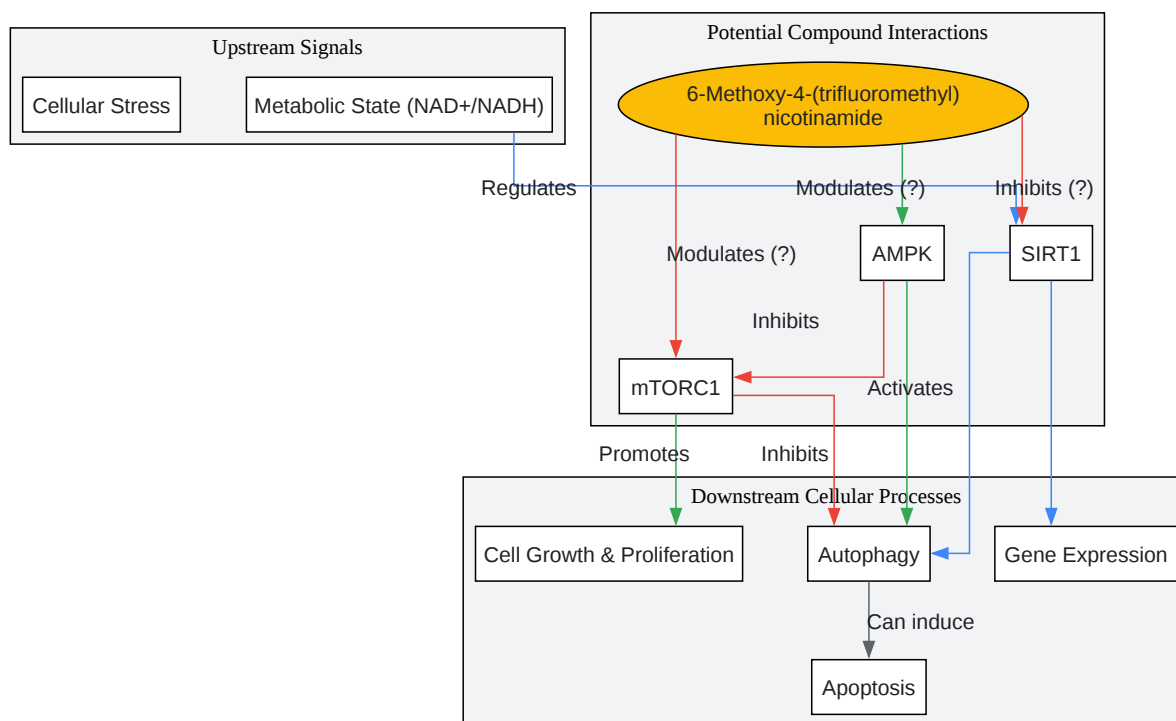 Upstream Signals
Potential Compound Interactions
Cellular Stress
Metabolic State (NAD+/NADH)
6-Methoxy-4-(trifluoromethyl)
nicotinamide
Regulates
Modulates (?)
Inhibits (?)
Modulates (?)
AMPK
SIRT1
Inhibits
mTORC1
Activates
Promotes
Inhibits
Downstream Cellular Processes
Cell Growth & Proliferation
Autophagy
Gene Expression
Can induce
Apoptosis